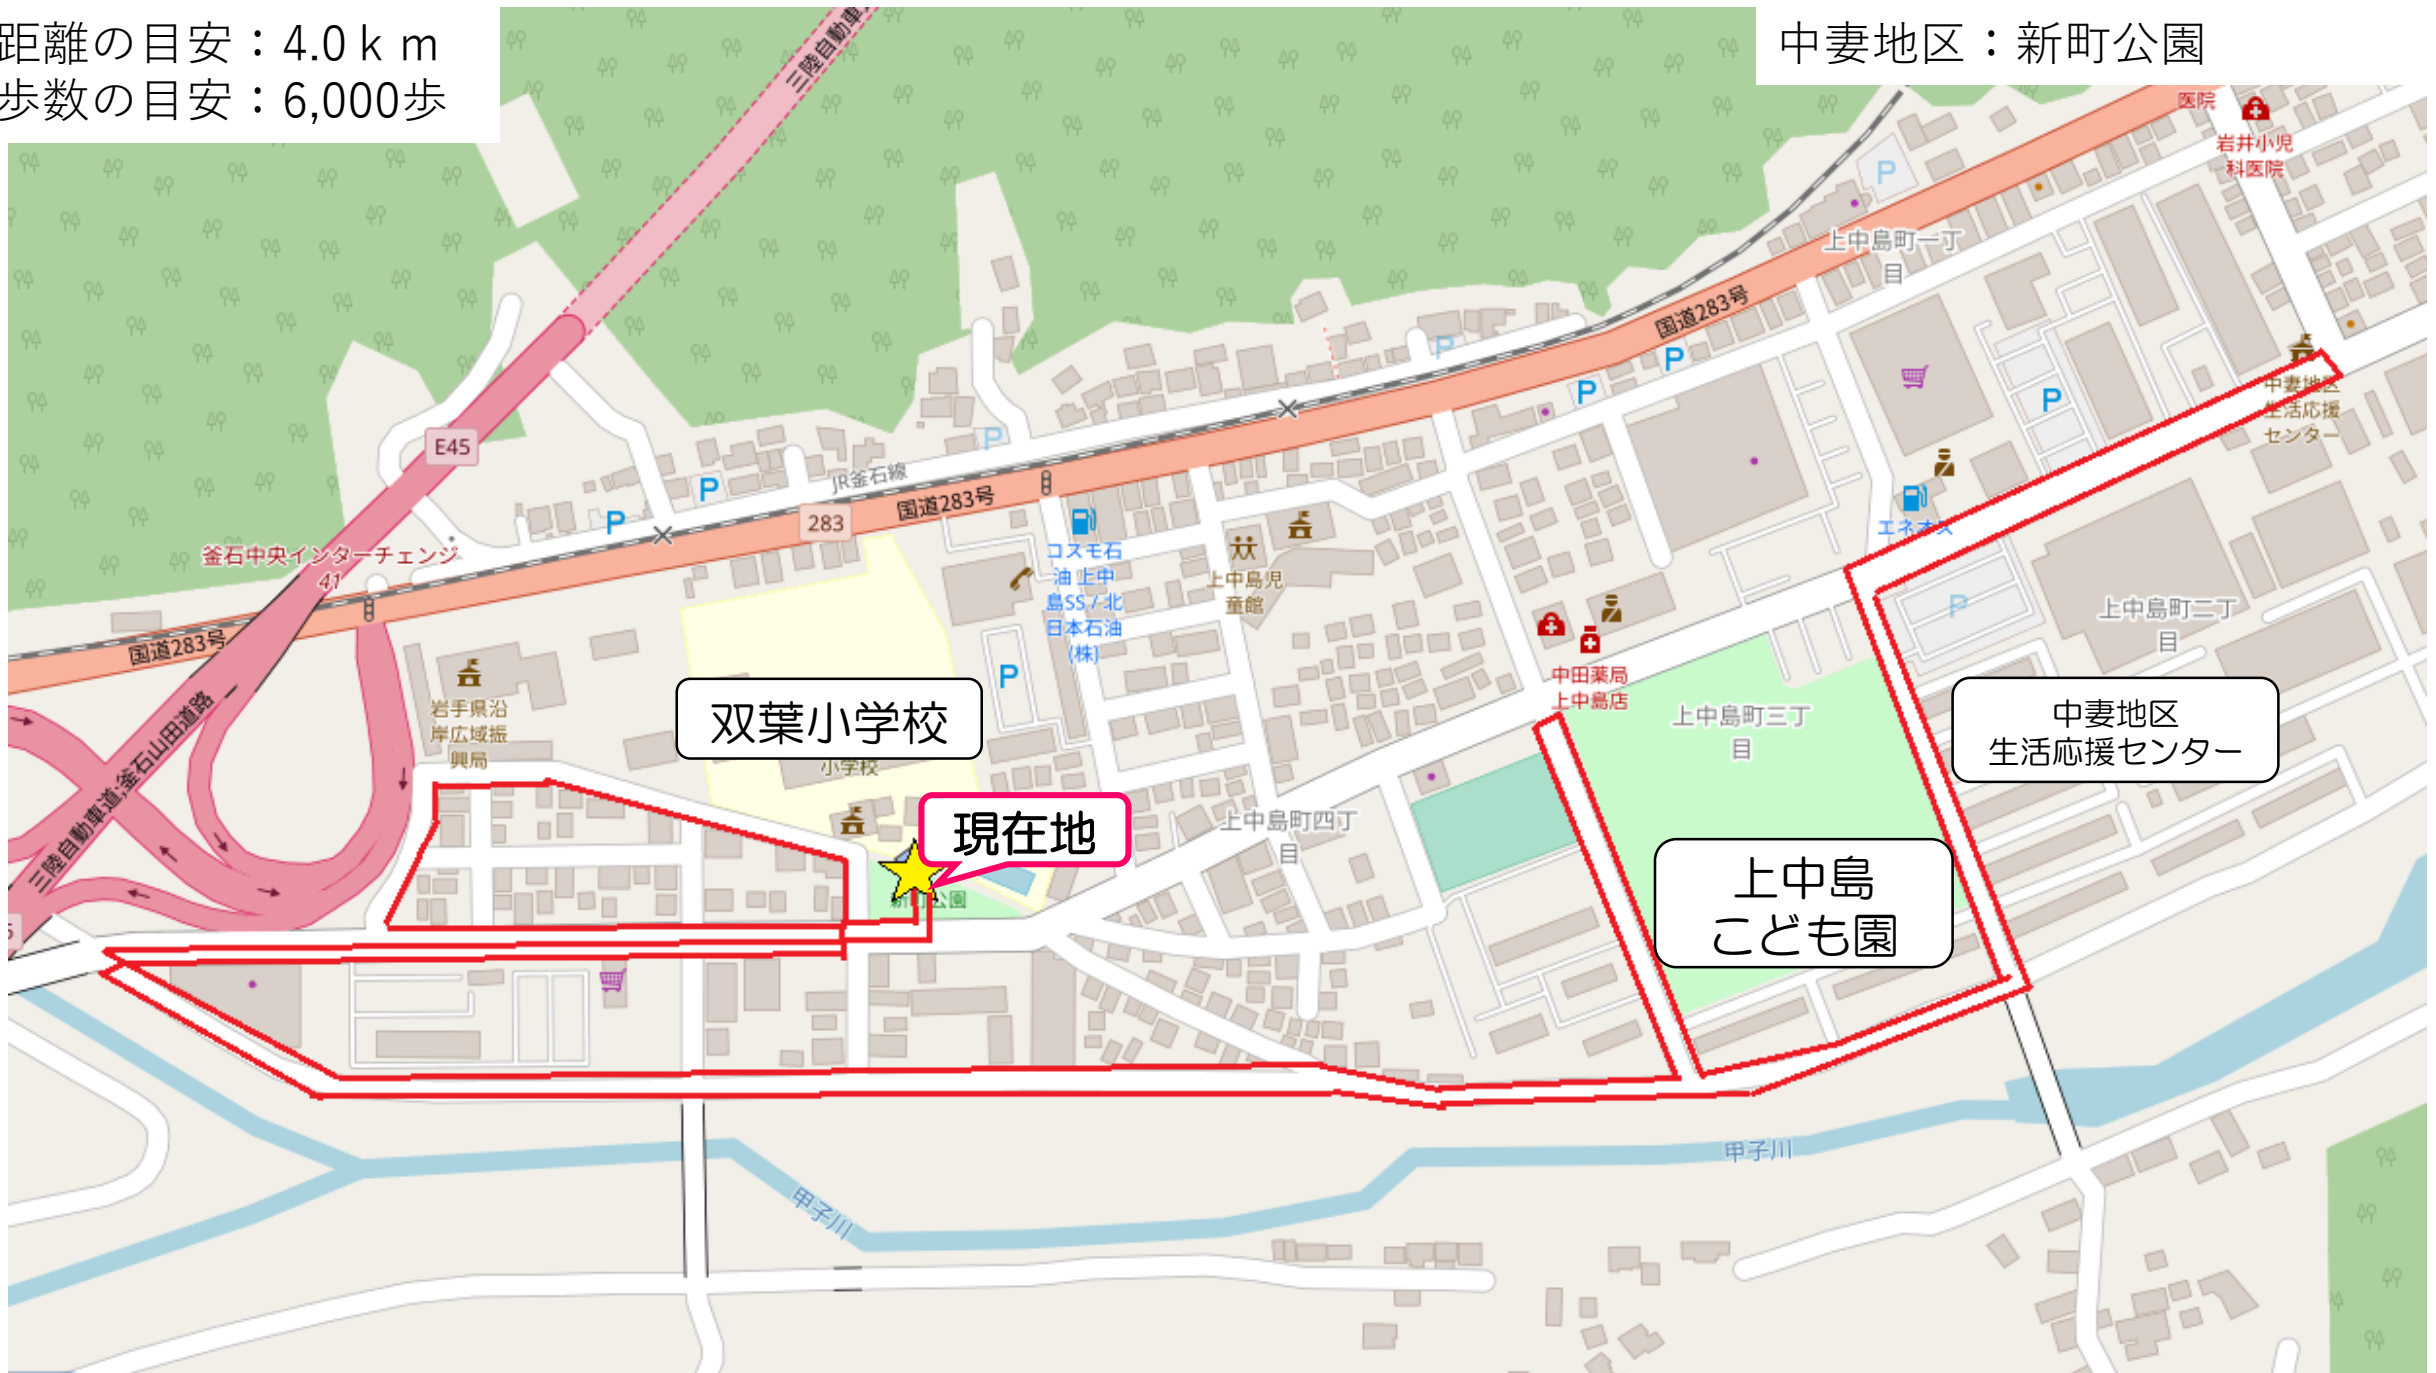 距離の目安：4.0ｋｍ
歩数の目安：6,000歩
中妻地区：新町公園
三陸自動車
医院
岩井小児
科医院
上中島町一丁
目
国道283号
E45
JR釜石線
国道283号
283
釜石中央インターチェンジ
41
国道283号
中妻地区
生活応援
センター
エネオス
コスモ石
油 上中
島SS / 北
日本石油
(株)
上中島児
童館
上中島町二丁
目
中田薬局
上中島店
上中島町三丁
目
岩手県沿
岸広域振
興局
双葉小学校
小学校
中妻地区
生活応援センター
三陸自動車道;釜石山田道路
現在地
上中島町四丁
目
新町公園
上中島
こども園
甲子川
甲子川
P
P
P
P
P
P
P
P
P
P